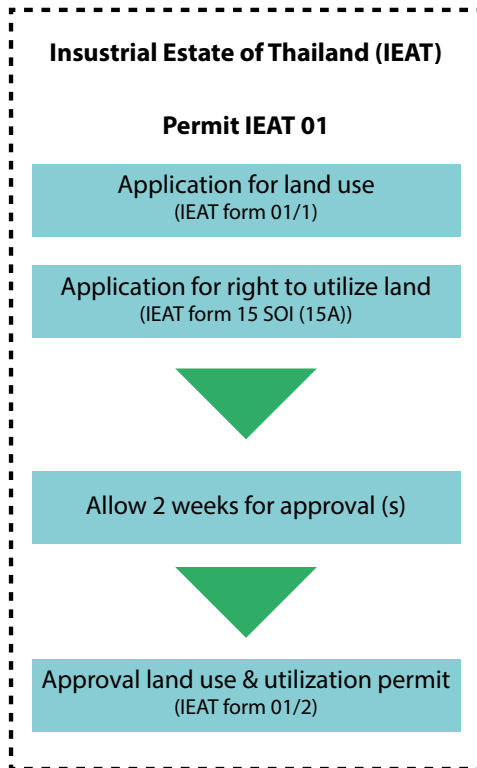 Insustrial Estate of Thailand (IEAT)
Permit IEAT 01
Application for land use
(IEAT form 01/1)
Application for right to utilize land
(IEAT form 15 SOI (15A))
Allow 2 weeks for approval (s)
Approval land use & utilization permit
(IEAT form 01/2)